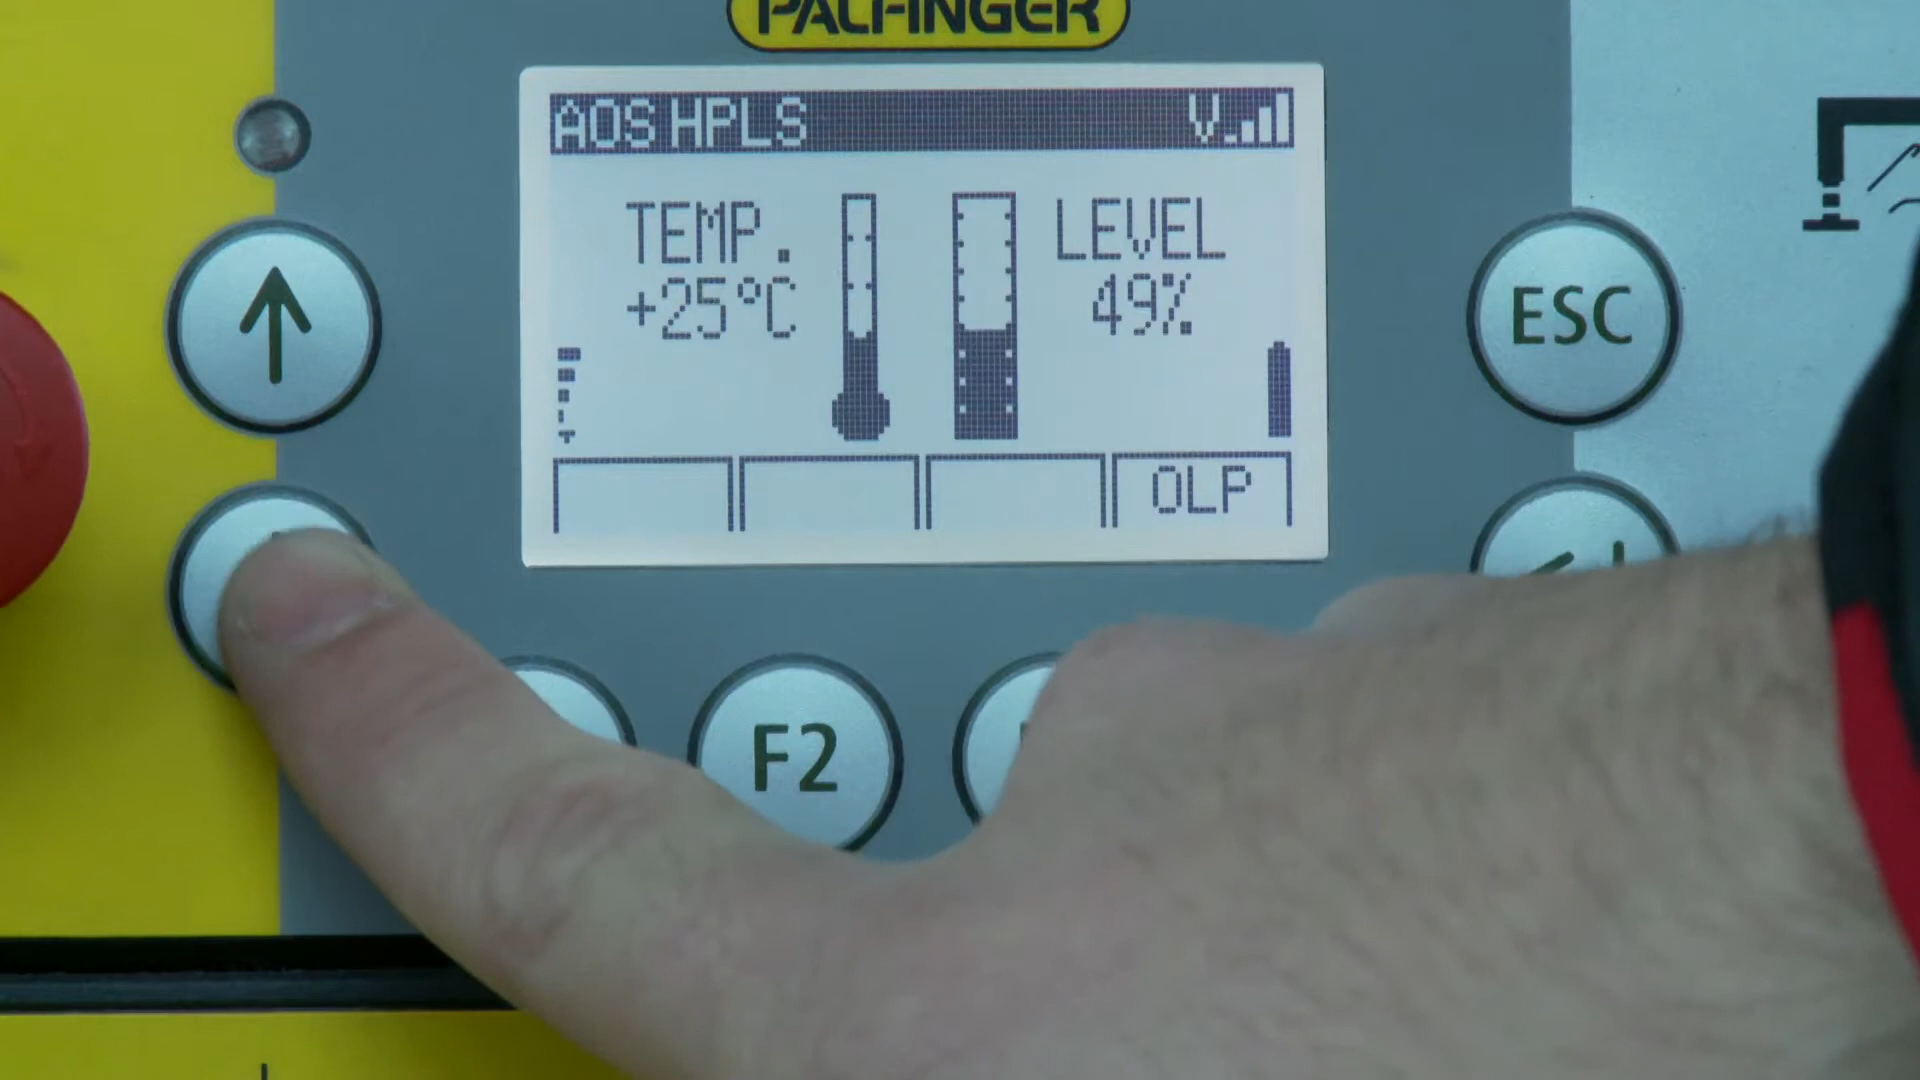 PALFINGER
AOS HPLS V
TEMP.
+25°C
LEVEL
49%
OLP
ESC
F2